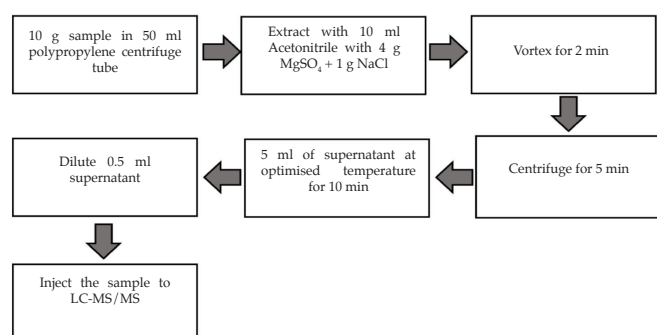 10 g sample in 50 ml
polypropylene centrifuge
tube
Extract with 10 ml
Acetonitrile with 4 g
MgSO₄ + 1 g NaCl
Vortex for 2 min
Centrifuge for 5 min
5 ml of supernatant at
optimised temperature
for 10 min
Dilute 0.5 ml
supernatant
Inject the sample to
LC-MS/MS